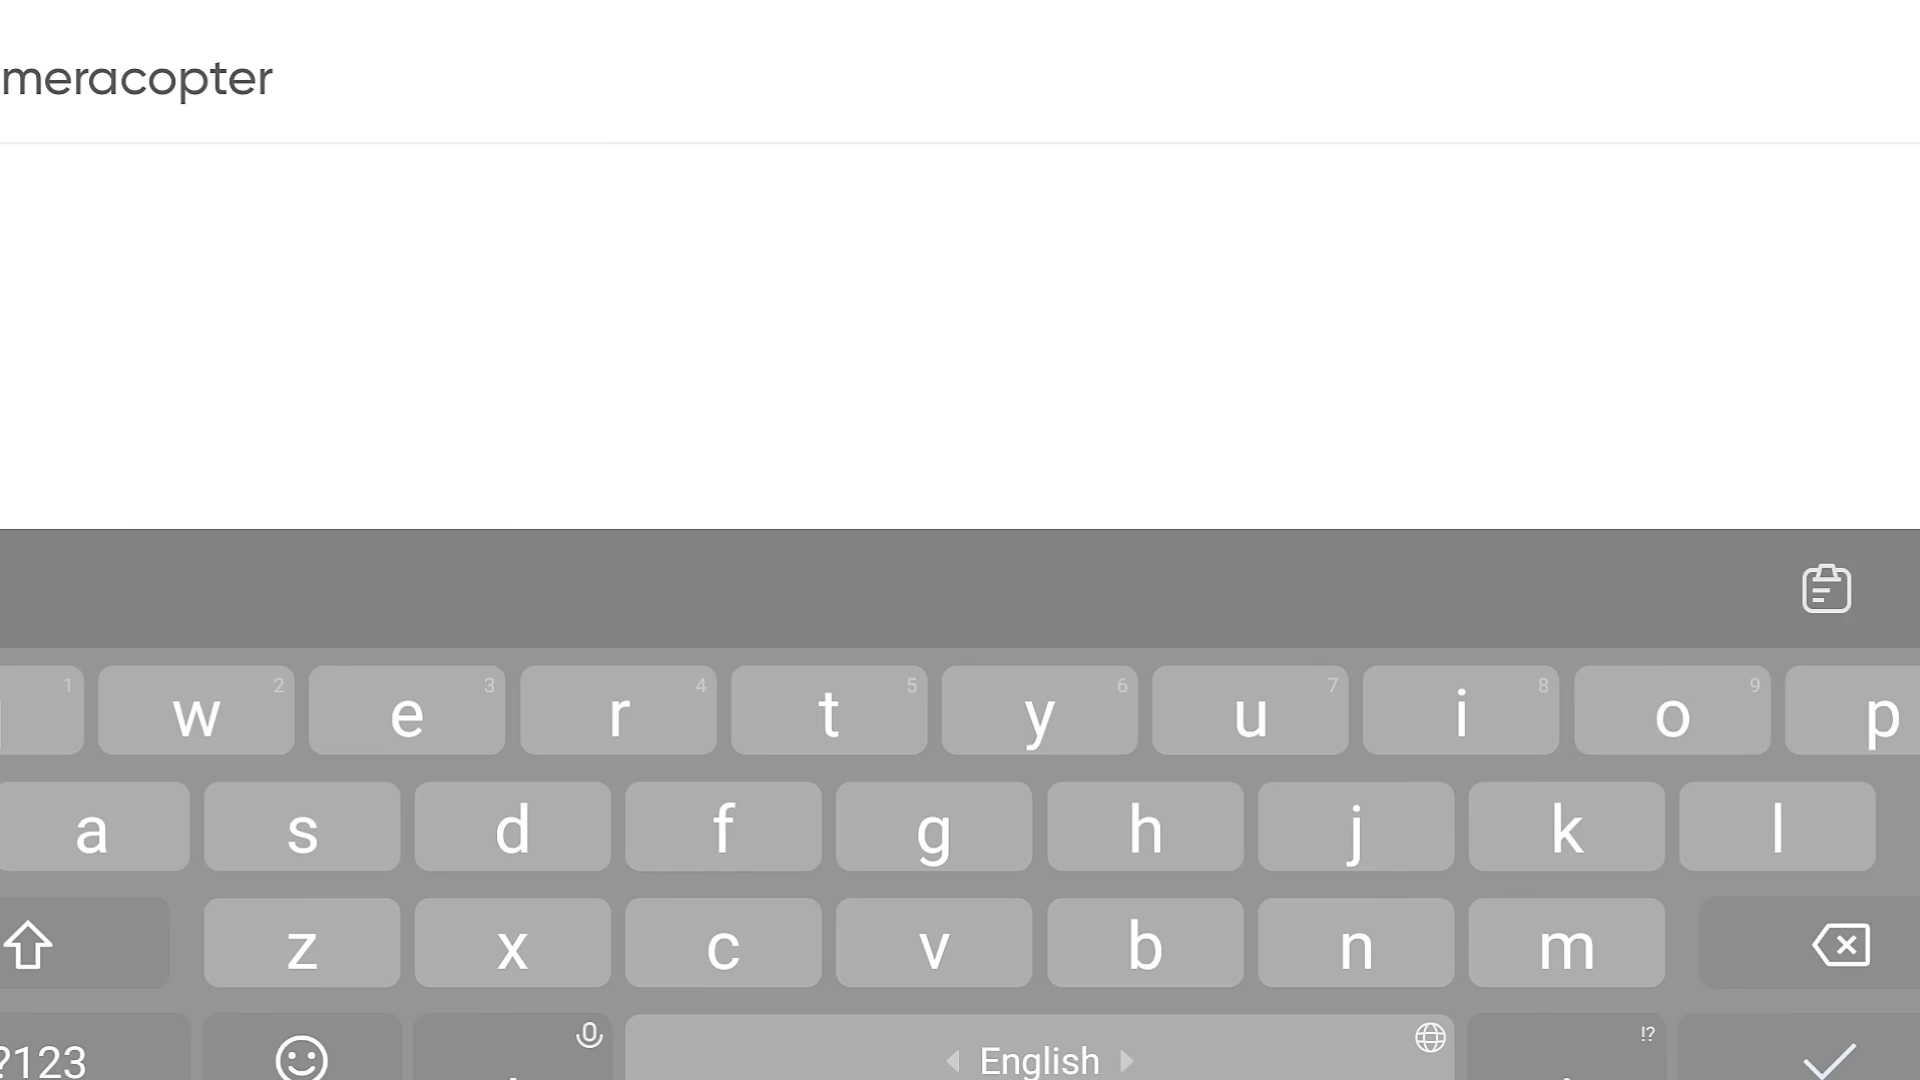 meracopter
1 2 3 4 5 6 7 8 9
w e r t y u i o p
a s d f g h j k l
z x c v b n m
!?
?123 English